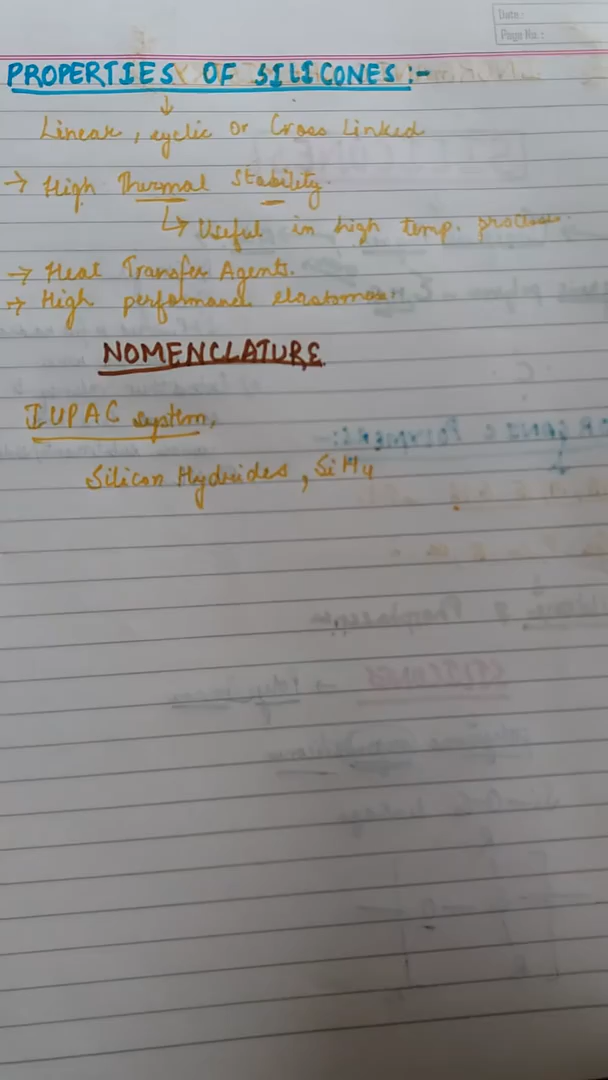 Date:
Page No.:
PROPERTIES OF SILICONES :-
↓
Linear, cyclic or Cross Linked
→ High Thermal Stability.
↳ Useful in high temp.
→ Heat Transfer Agents.
→ High performance elastomers.
NOMENCLATURE
IUPAC system,
Silicon Hydrides, SiH4